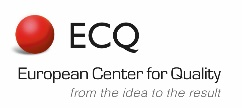 ECQ
European Center for Quality
from the idea to the result